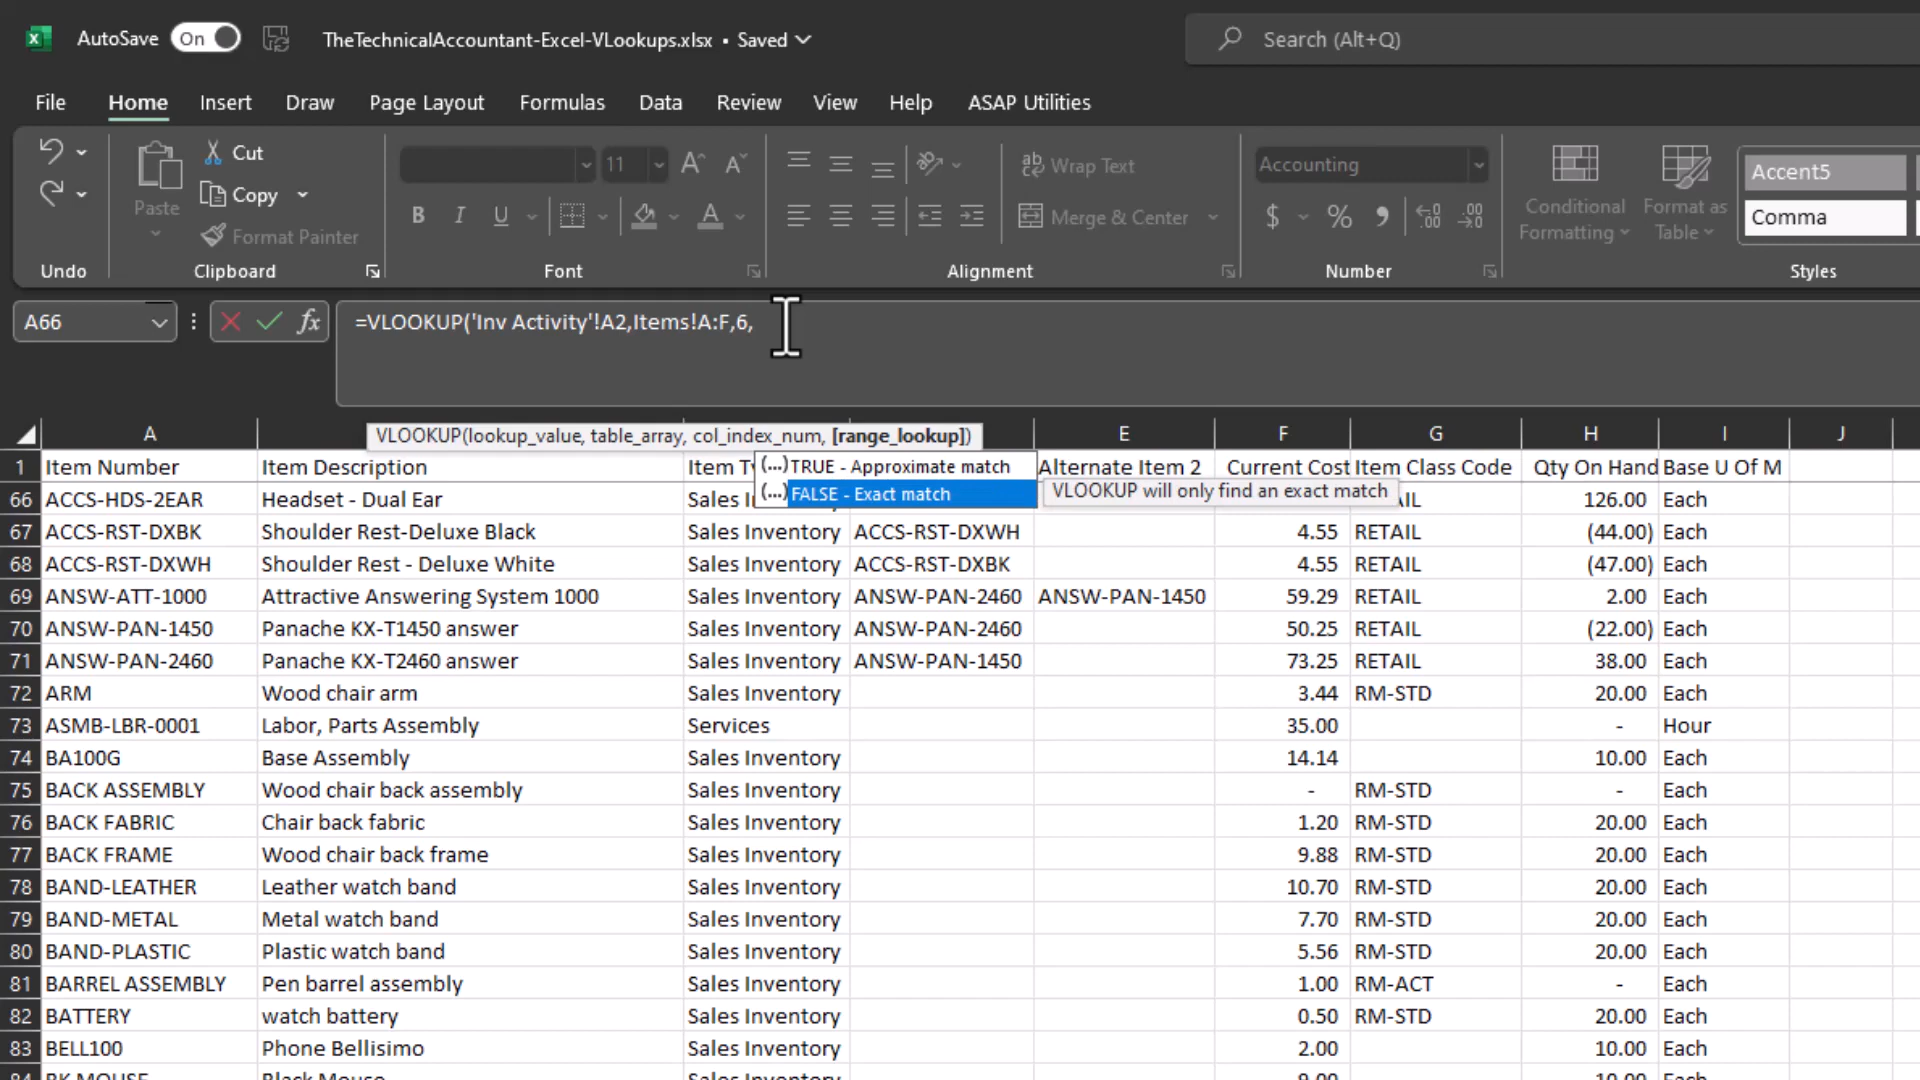 AutoSave On TheTechnicalAccountant-Excel-VLookups.xlsx • Saved Search (Alt+Q)
File Home Insert Draw Page Layout Formulas Data Review View Help ASAP Utilities
Paste Cut Copy Format Painter
11 B I U
ab Wrap Text
Merge & Center
Accounting
$ % 9 .00 .00
Conditional Formatting Format as Table
Accent5
Comma
Undo Clipboard Font Alignment Number Styles
A66 fx =VLOOKUP('Inv Activity'!A2,Items!A:F,6,
VLOOKUP(lookup_value, table_array, col_index_num, [range_lookup])
(...) TRUE - Approximate match
(...) FALSE - Exact match VLOOKUP will only find an exact match
A E F G H I J
1 Item Number Item Description Item Ty Alternate Item 2 Current Cost Item Class Code Qty On Hand Base U Of M
66 ACCS-HDS-2EAR Headset - Dual Ear Sales In AIL 126.00 Each
67 ACCS-RST-DXBK Shoulder Rest-Deluxe Black Sales Inventory ACCS-RST-DXWH 4.55 RETAIL (44.00) Each
68 ACCS-RST-DXWH Shoulder Rest - Deluxe White Sales Inventory ACCS-RST-DXBK 4.55 RETAIL (47.00) Each
69 ANSW-ATT-1000 Attractive Answering System 1000 Sales Inventory ANSW-PAN-2460 ANSW-PAN-1450 59.29 RETAIL 2.00 Each
70 ANSW-PAN-1450 Panache KX-T1450 answer Sales Inventory ANSW-PAN-2460 50.25 RETAIL (22.00) Each
71 ANSW-PAN-2460 Panache KX-T2460 answer Sales Inventory ANSW-PAN-1450 73.25 RETAIL 38.00 Each
72 ARM Wood chair arm Sales Inventory 3.44 RM-STD 20.00 Each
73 ASMB-LBR-0001 Labor, Parts Assembly Services 35.00 - Hour
74 BA100G Base Assembly Sales Inventory 14.14 10.00 Each
75 BACK ASSEMBLY Wood chair back assembly Sales Inventory - RM-STD - Each
76 BACK FABRIC Chair back fabric Sales Inventory 1.20 RM-STD 20.00 Each
77 BACK FRAME Wood chair back frame Sales Inventory 9.88 RM-STD 20.00 Each
78 BAND-LEATHER Leather watch band Sales Inventory 10.70 RM-STD 20.00 Each
79 BAND-METAL Metal watch band Sales Inventory 7.70 RM-STD 20.00 Each
80 BAND-PLASTIC Plastic watch band Sales Inventory 5.56 RM-STD 20.00 Each
81 BARREL ASSEMBLY Pen barrel assembly Sales Inventory 1.00 RM-ACT - Each
82 BATTERY watch battery Sales Inventory 0.50 RM-STD 20.00 Each
83 BELL100 Phone Bellisimo Sales Inventory 2.00 10.00 Each